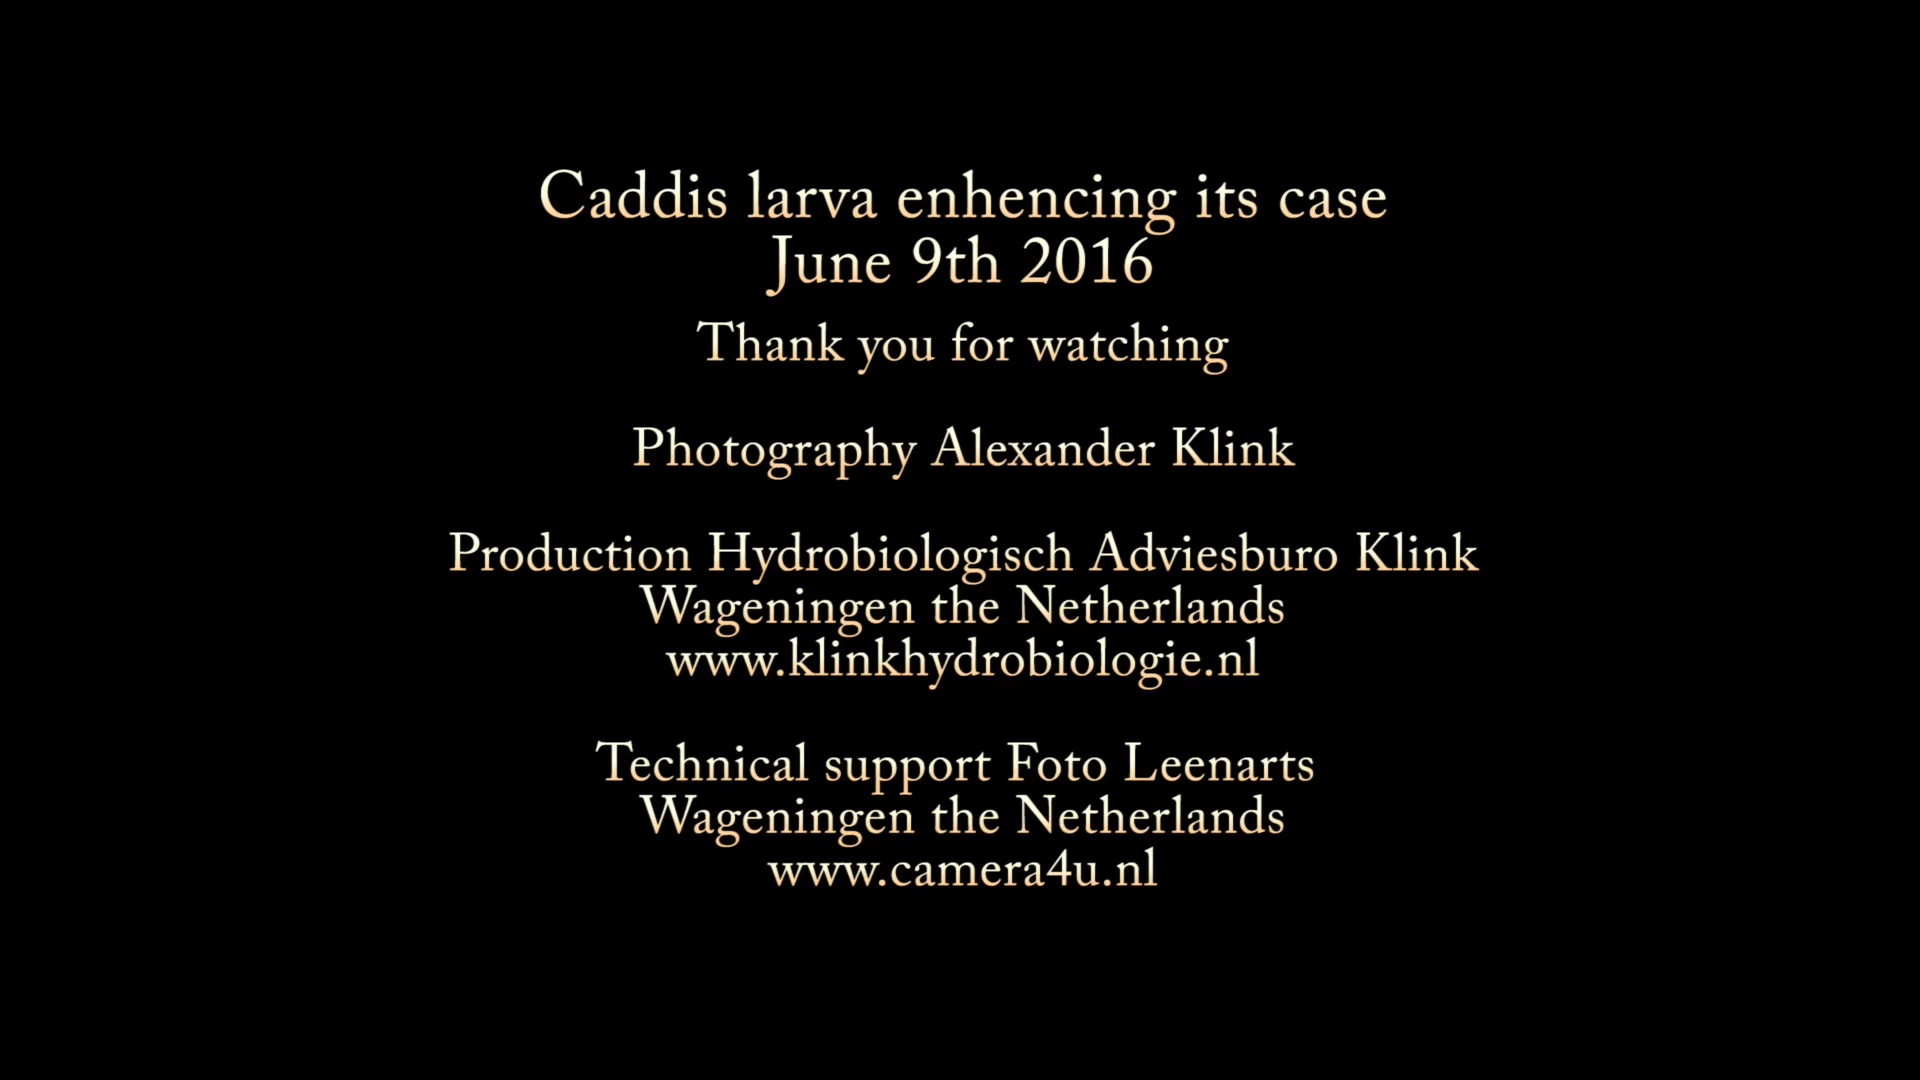 Caddis larva enhencing its case
June 9th 2016
Thank you for watching
Photography Alexander Klink
Production Hydrobiologisch Adviesburo Klink
Wageningen the Netherlands
www.klinkhydrobiologie.nl
Technical support Foto Leenarts
Wageningen the Netherlands
www.camera4u.nl